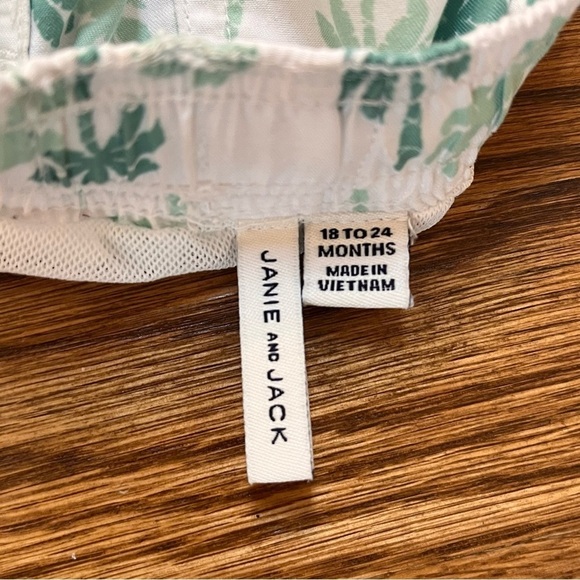 JANIE AND JACK
18 TO 24
MONTHS
MADE IN
VIETNAM